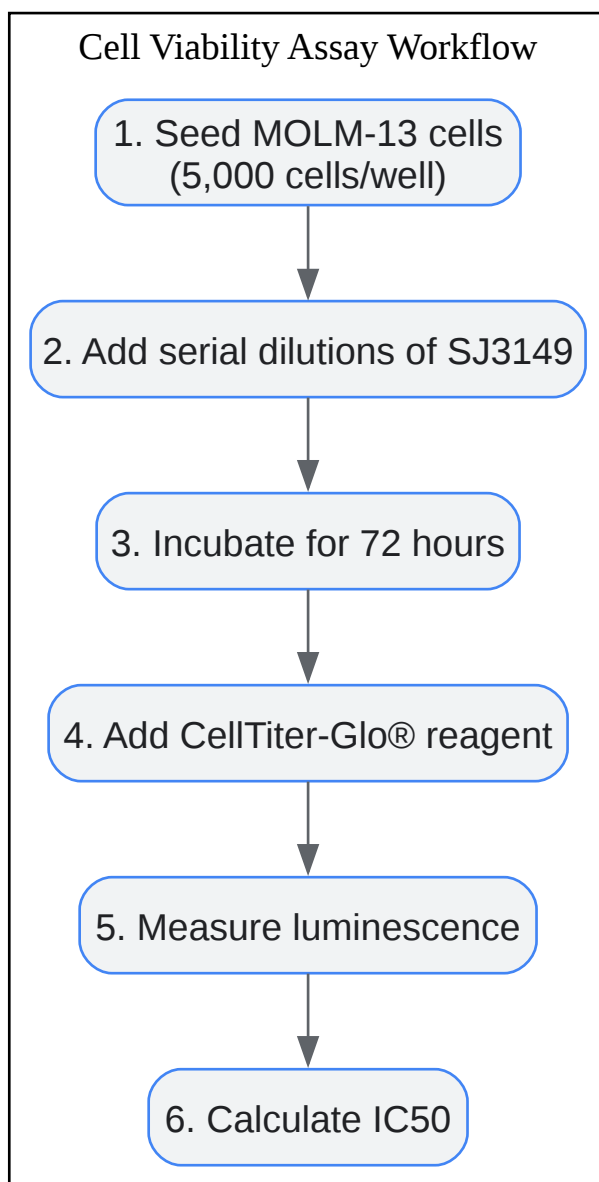 Cell Viability Assay Workflow
1. Seed MOLM-13 cells
(5,000 cells/well)
2. Add serial dilutions of SJ3149
3. Incubate for 72 hours
4. Add CellTiter-Glo® reagent
5. Measure luminescence
6. Calculate IC50